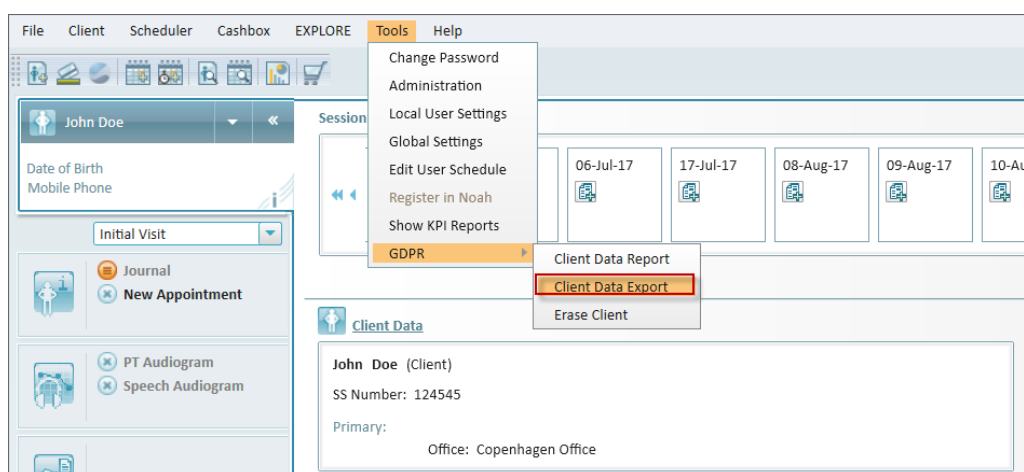 File Client Scheduler Cashbox EXPLORE Tools Help
Change Password
Administration
Local User Settings
Global Settings
Edit User Schedule
Register in Noah
Show KPI Reports
GDPR
Client Data Report
Client Data Export
Erase Client
John Doe
Date of Birth
Mobile Phone
Initial Visit
Journal
New Appointment
PT Audiogram
Speech Audiogram
Session
06-Jul-17 17-Jul-17 08-Aug-17 09-Aug-17 10-Au
Client Data
John Doe (Client)
SS Number: 124545
Primary:
Office: Copenhagen Office